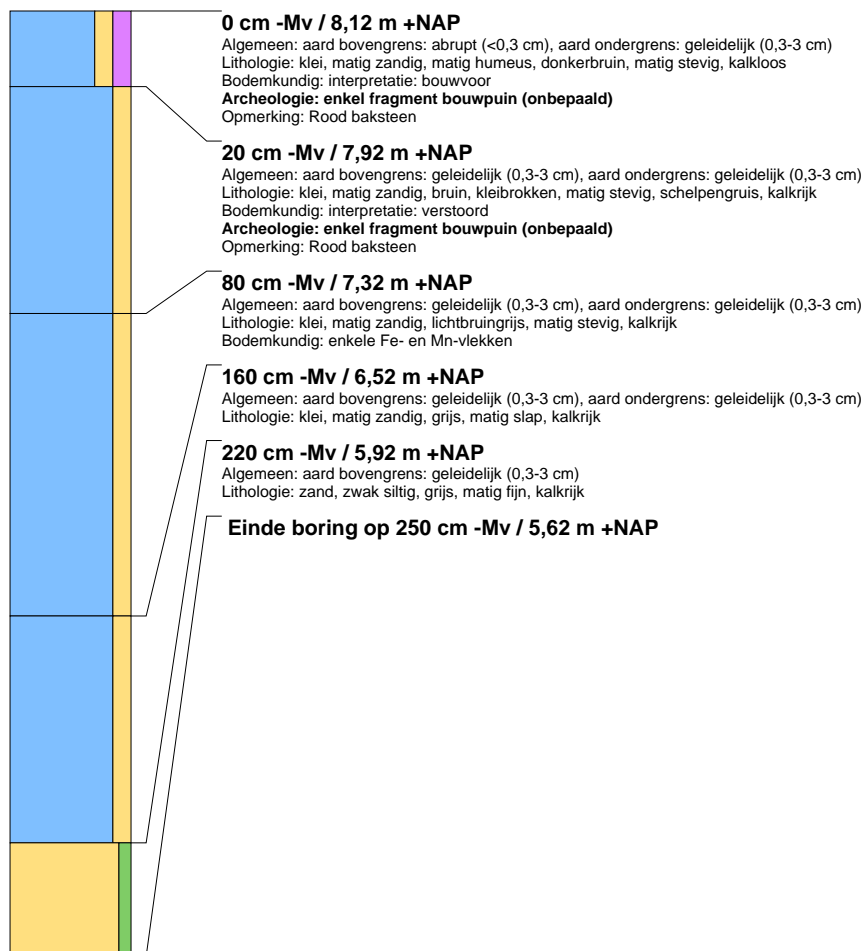 0 cm -Mv / 8,12 m +NAP
Algemeen: aard bovengrens: abrupt (<0,3 cm), aard ondergrens: geleidelijk (0,3-3 cm)
Lithologie: klei, matig zandig, matig humeus, donkerbruin, matig stevig, kalkloos
Bodemkundig: interpretatie: bouwvoor
Archeologie: enkel fragment bouwpuin (onbepaald)
Opmerking: Rood baksteen
20 cm -Mv / 7,92 m +NAP
Algemeen: aard bovengrens: geleidelijk (0,3-3 cm), aard ondergrens: geleidelijk (0,3-3 cm)
Lithologie: klei, matig zandig, bruin, kleibrokken, matig stevig, schelpengruis, kalkrijk
Bodemkundig: interpretatie: verstoord
Archeologie: enkel fragment bouwpuin (onbepaald)
Opmerking: Rood baksteen
80 cm -Mv / 7,32 m +NAP
Algemeen: aard bovengrens: geleidelijk (0,3-3 cm), aard ondergrens: geleidelijk (0,3-3 cm)
Lithologie: klei, matig zandig, lichtbruingrijs, matig stevig, kalkrijk
Bodemkundig: enkele Fe- en Mn-vlekken
160 cm -Mv / 6,52 m +NAP
Algemeen: aard bovengrens: geleidelijk (0,3-3 cm), aard ondergrens: geleidelijk (0,3-3 cm)
Lithologie: klei, matig zandig, grijs, matig slap, kalkrijk
220 cm -Mv / 5,92 m +NAP
Algemeen: aard bovengrens: geleidelijk (0,3-3 cm)
Lithologie: zand, zwak siltig, grijs, matig fijn, kalkrijk
Einde boring op 250 cm -Mv / 5,62 m +NAP